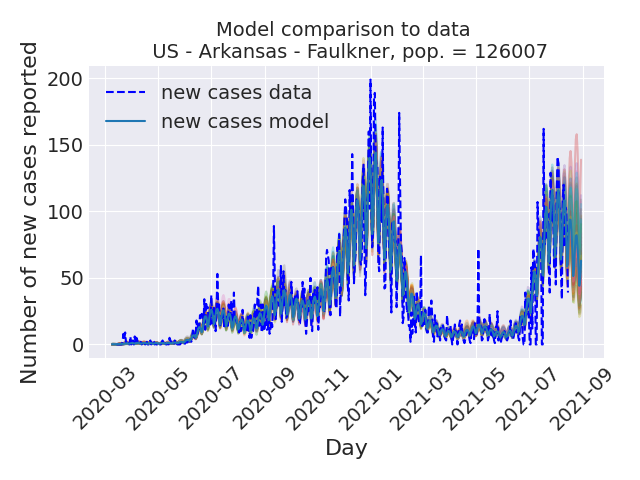 Model comparison to data
US - Arkansas - Faulkner, pop. = 126007
Number of new cases reported
200
150
100
50
0
new cases data
new cases model
2020-03
2020-05
2020-07
2020-09
2020-11
2021-01
2021-03
2021-05
2021-07
2021-09
Day